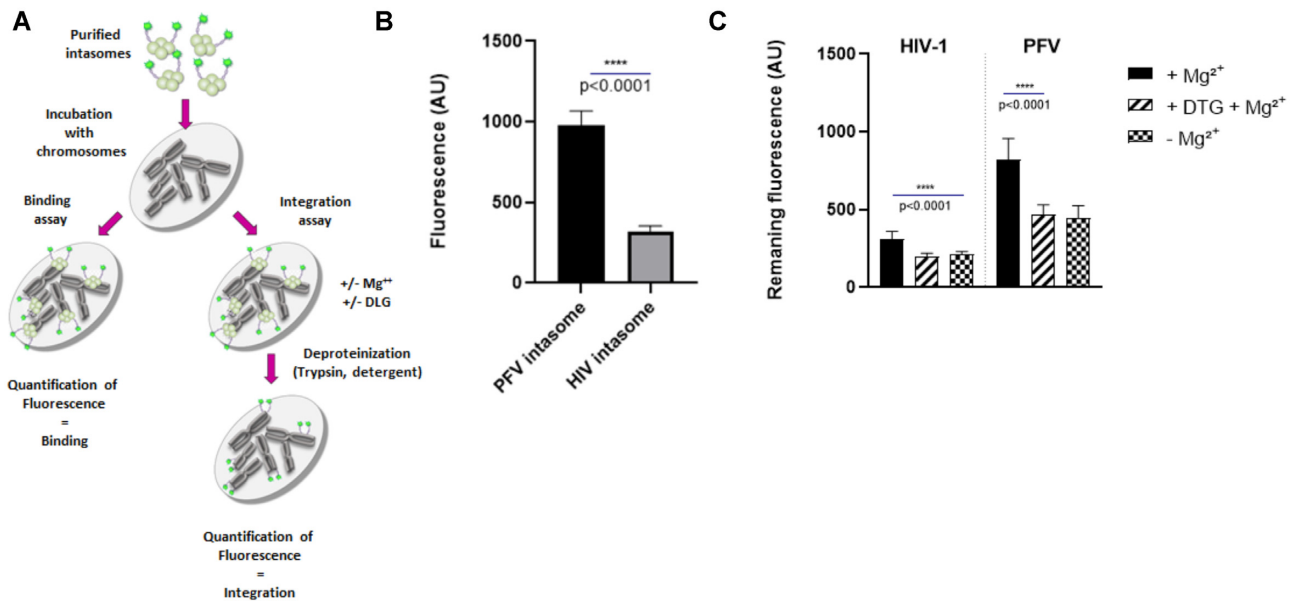 A
Purified
intasomes
Incubation
with
chromosomes
Binding
assay
Integration
assay
+/- Mg⁺⁺
+/- DLG
Deproteinization
(Trypsin, detergent)
Quantification of
Fluorescence
=
Binding
Quantification of
Fluorescence
=
Integration
B
Fluorescence (AU)
1500
1000
500
0
****
p<0.0001
PFV intasome
HIV intasome
C
Remaning fluorescence (AU)
1500
1000
500
0
HIV-1
PFV
****
p<0.0001
****
p<0.0001
+ Mg²⁺
+ DTG + Mg²⁺
- Mg²⁺